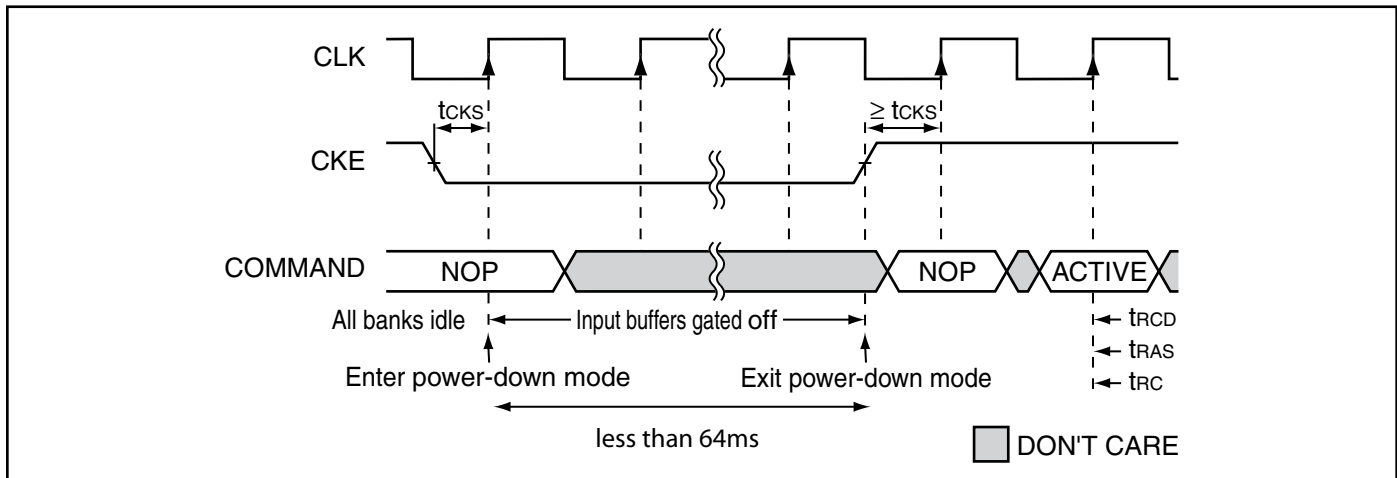 CLK
tCKS
≥ tCKS
CKE
COMMAND
NOP
NOP
ACTIVE
All banks idle
Input buffers gated off
tRCD
tRAS
tRC
Enter power-down mode
Exit power-down mode
less than 64ms
DON'T CARE